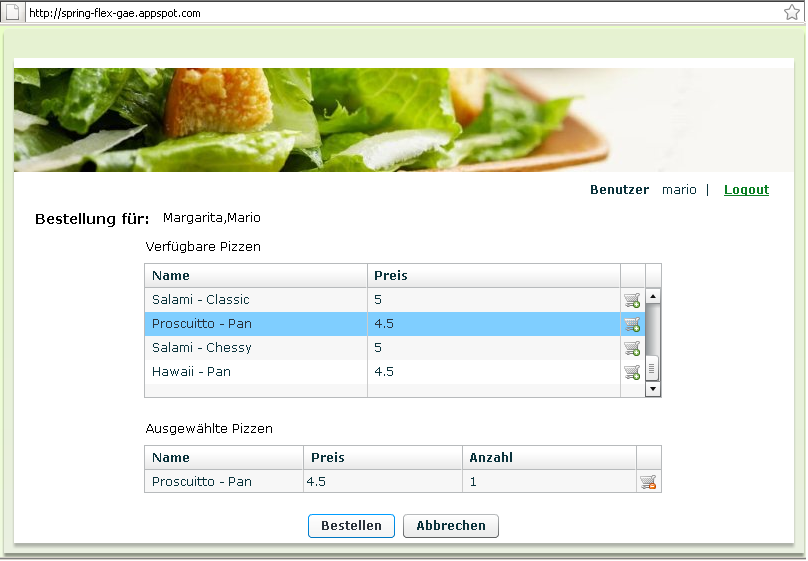 http://spring-flex-gae.appspot.com
Benutzer mario | Logout
Bestellung für: Margarita,Mario
Verfügbare Pizzen
Name Preis
Salami - Classic 5
Proscuitto - Pan 4.5
Salami - Chessy 5
Hawaii - Pan 4.5
Ausgewählte Pizzen
Name Preis Anzahl
Proscuitto - Pan 4.5 1
Bestellen Abbrechen